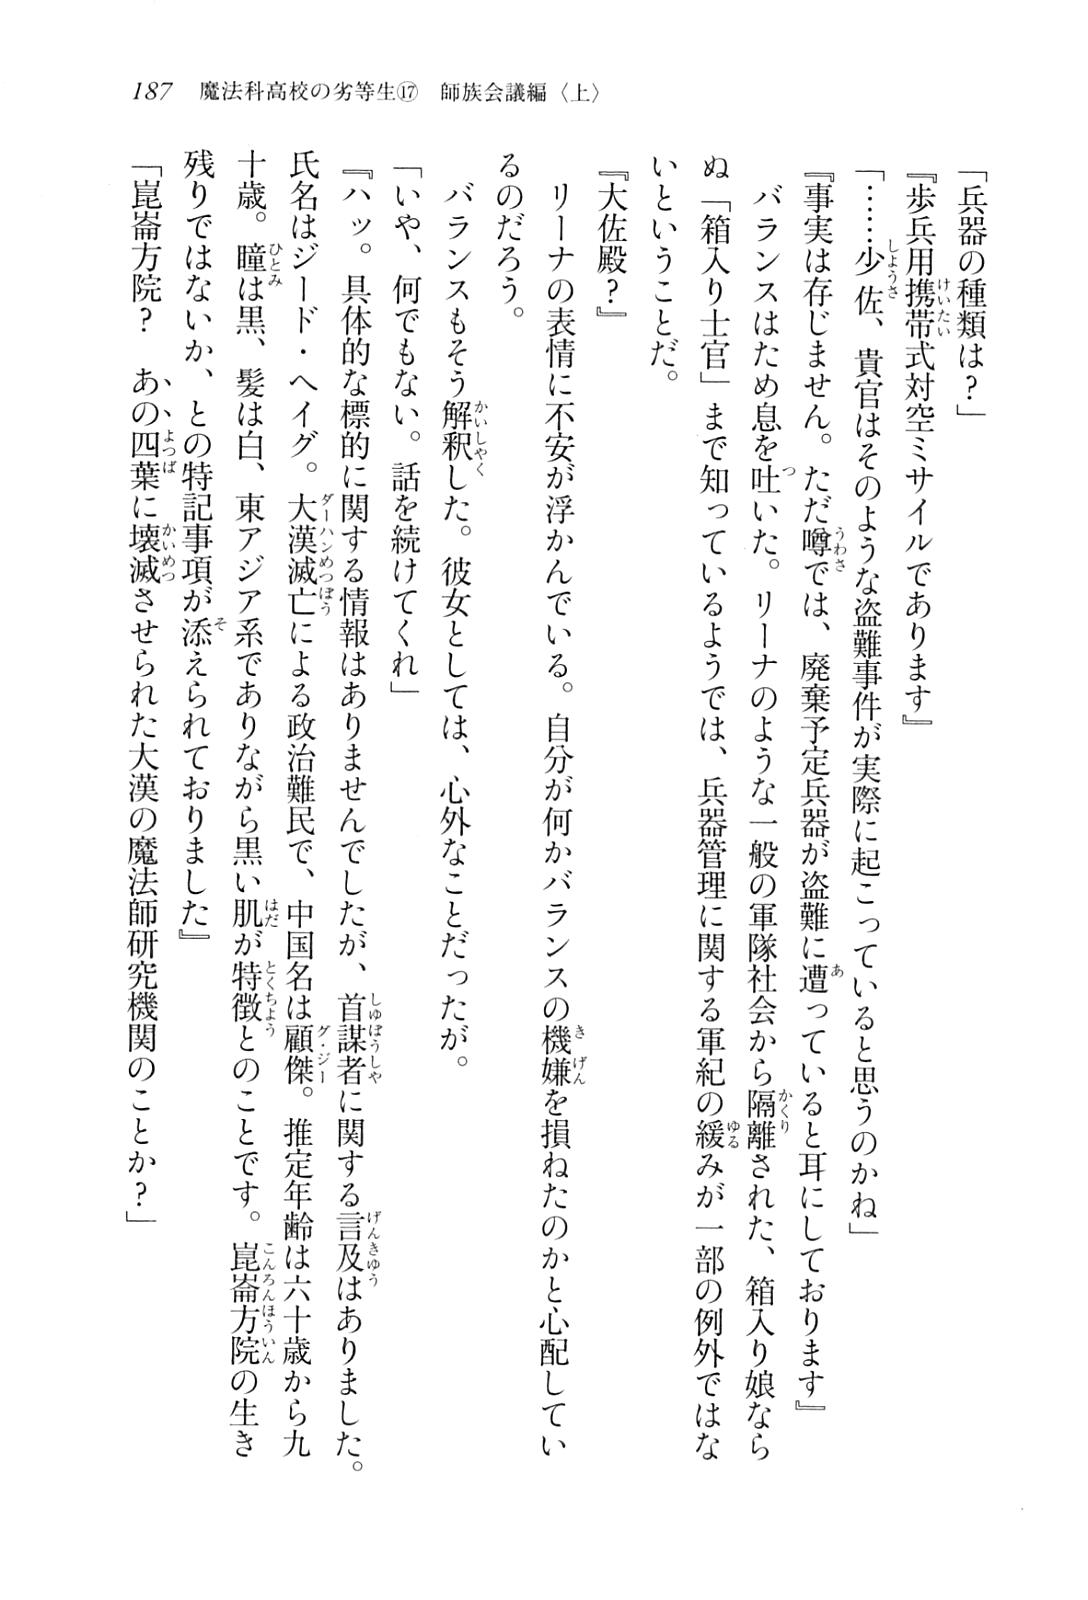 187　魔法科高校の劣等生⑰　師族会議編〈上〉
「兵器の種類は？」
『歩兵用携帯式対空ミサイルであります』
「……少佐、貴官はそのような盗難事件が実際に起こっていると思うのかね」
『事実は存じません。ただ噂では、廃棄予定兵器が盗難に遭っていると耳にしております』
　バランスはため息を吐いた。リーナのような一般の軍隊社会から隔離された、箱入り娘なら
ぬ「箱入り士官」まで知っているようでは、兵器管理に関する軍紀の緩みが一部の例外ではな
いということだ。
『大佐殿？』
　リーナの表情に不安が浮かんでいる。自分が何かバランスの機嫌を損ねたのかと心配してい
るのだろう。
　バランスもそう解釈した。彼女としては、心外なことだったが。
「いや、何でもない。話を続けてくれ」
『ハッ。具体的な標的に関する情報はありませんでしたが、首謀者に関する言及はありました。
氏名はジード・ヘイグ。大漢滅亡による政治難民で、中国名は顧傑。推定年齢は六十歳から九
十歳。瞳は黒、髪は白、東アジア系でありながら黒い肌が特徴とのことです。崑崙方院の生き
残りではないか、との特記事項が添えられておりました』
「崑崙方院？　あの四葉に壊滅させられた大漢の魔法師研究機関のことか？」